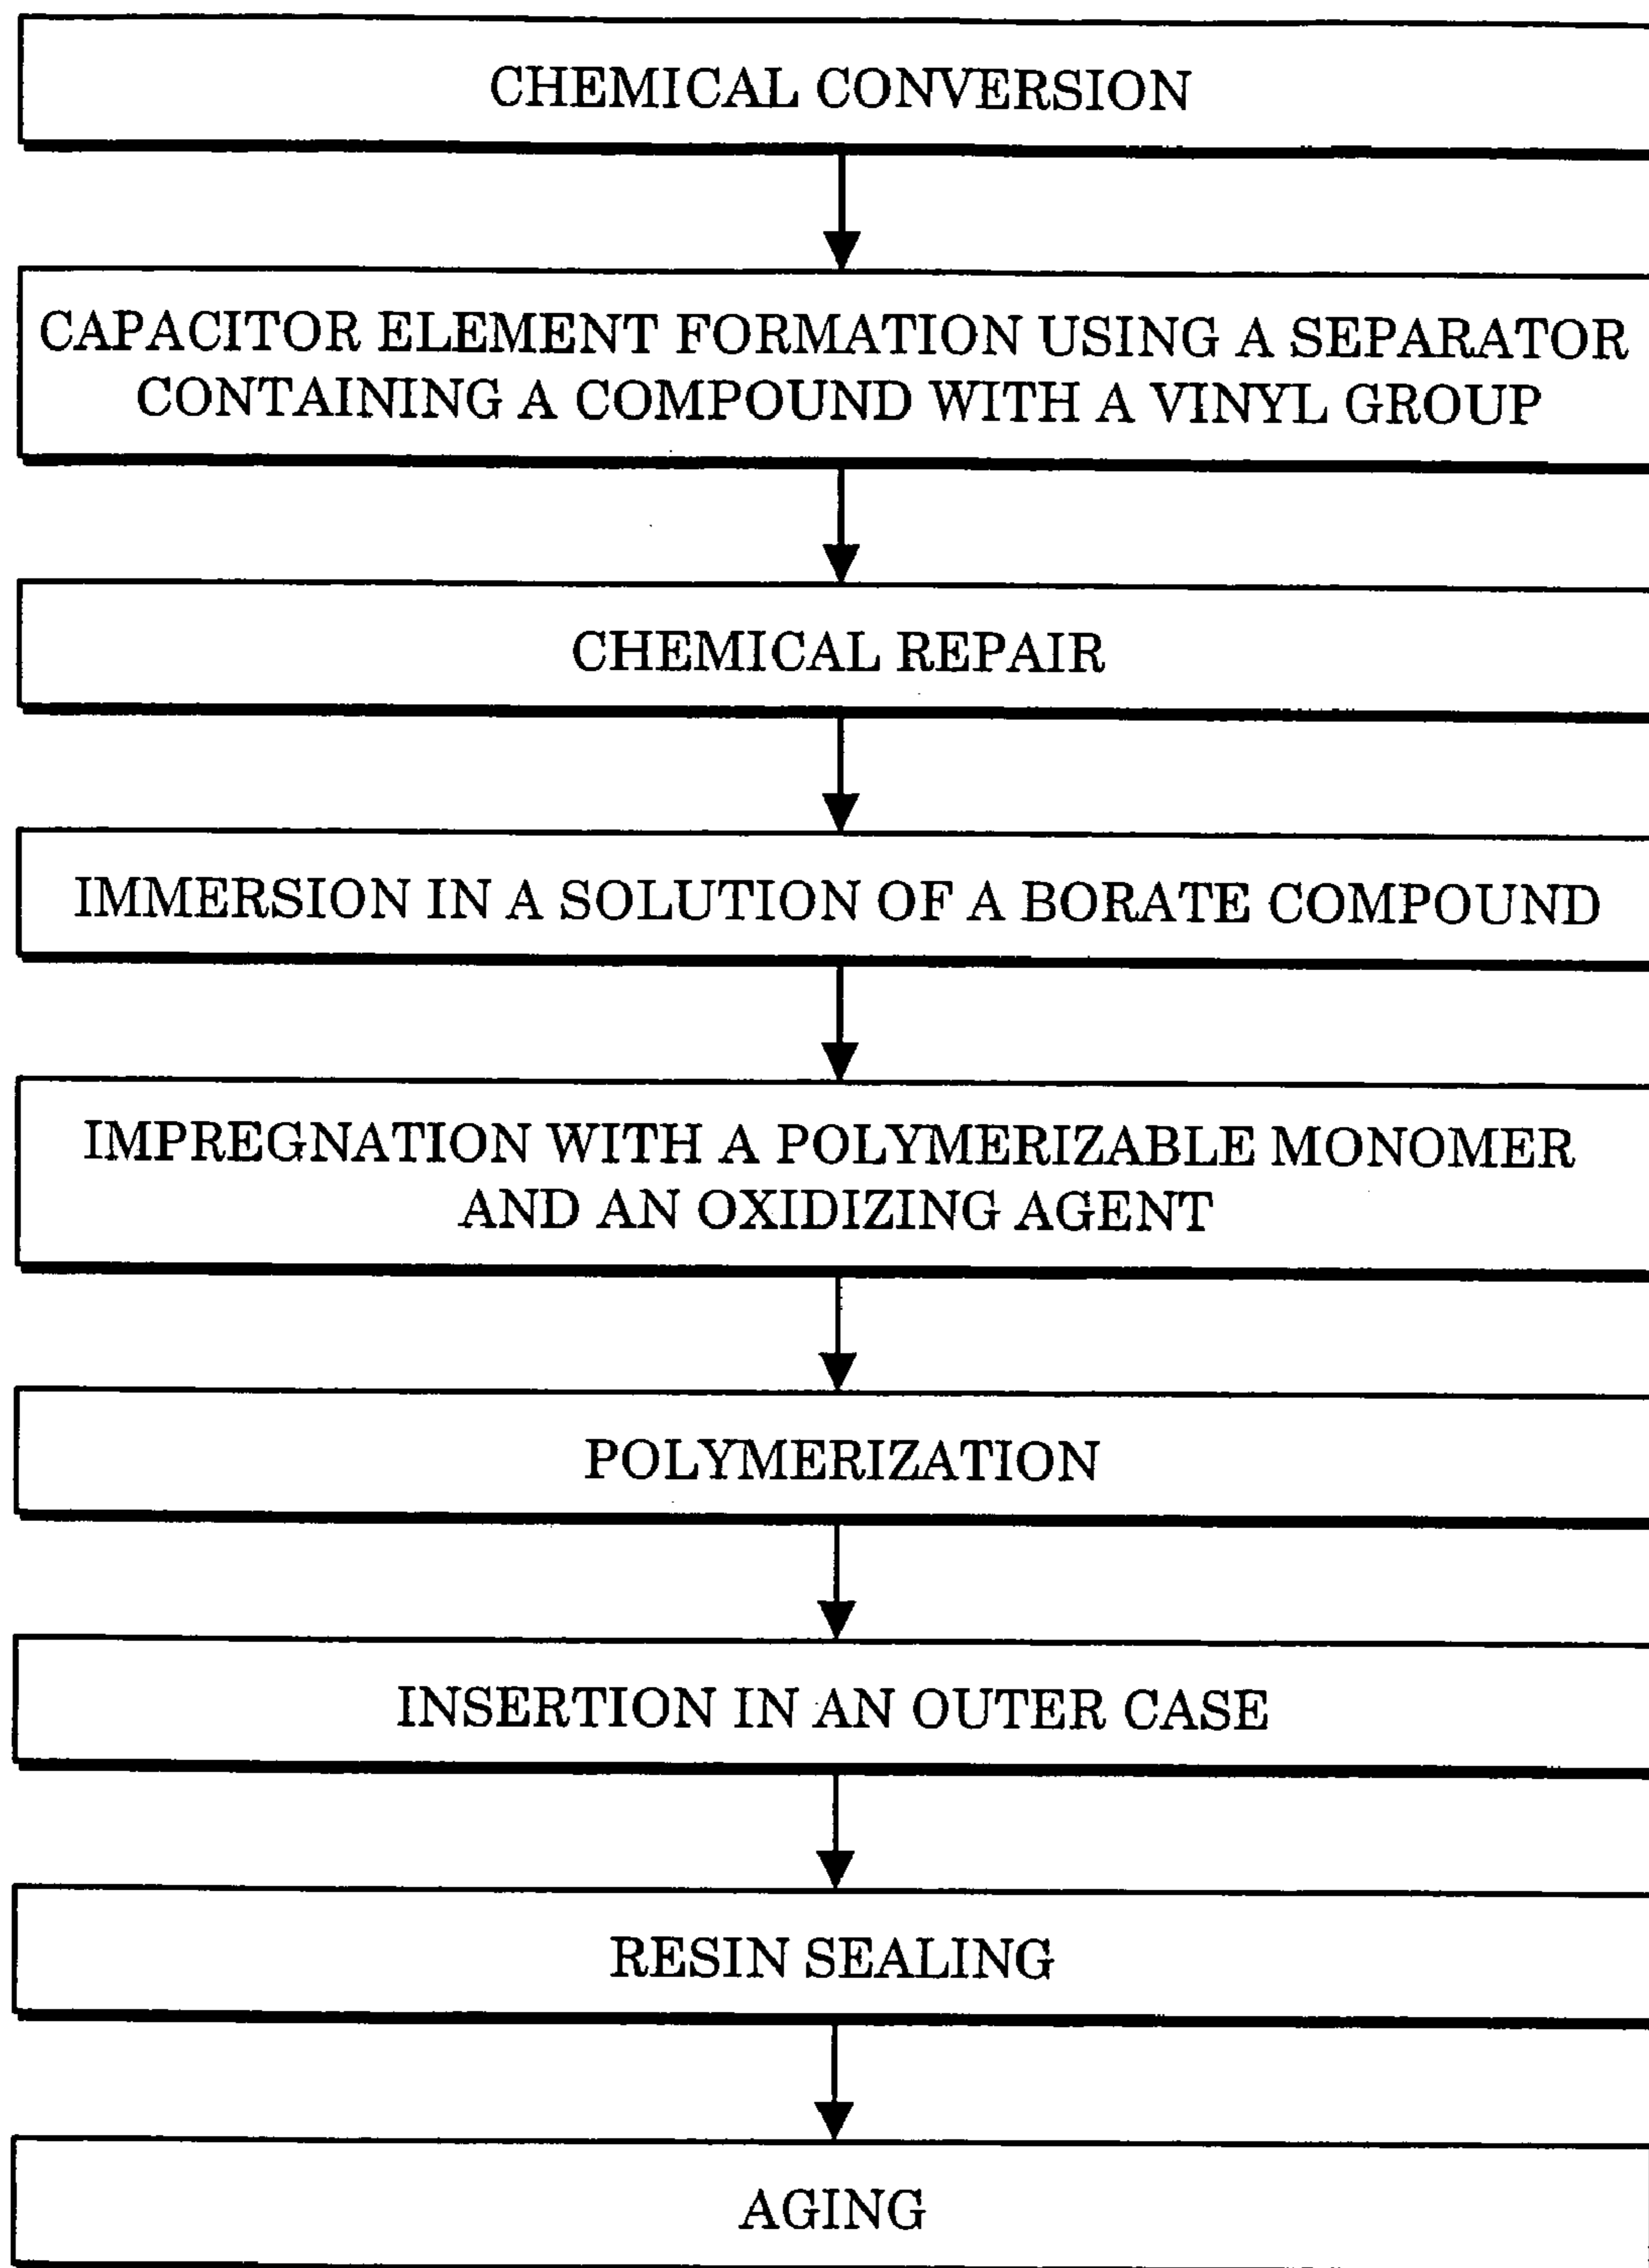 CHEMICAL CONVERSION
CAPACITOR ELEMENT FORMATION USING A SEPARATOR
CONTAINING A COMPOUND WITH A VINYL GROUP
CHEMICAL REPAIR
IMMERSION IN A SOLUTION OF A BORATE COMPOUND
IMPREGNATION WITH A POLYMERIZABLE MONOMER
AND AN OXIDIZING AGENT
POLYMERIZATION
INSERTION IN AN OUTER CASE
RESIN SEALING
AGING